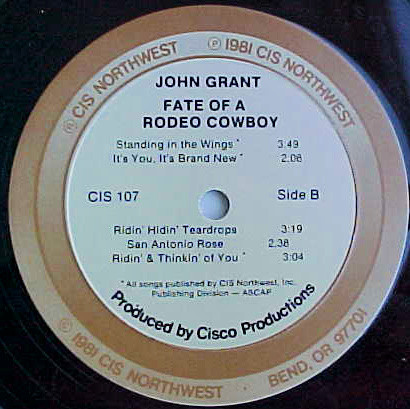 ® CIS NORTHWEST ℗ 1981 CIS NORTHWEST
JOHN GRANT
FATE OF A
RODEO COWBOY
Standing in the Wings * 3:49
It's You, It's Brand New * 2:08
CIS 107 Side B
Ridin' Hidin' Teardrops 3:19
San Antonio Rose 2:38
Ridin' & Thinkin' of You * 3:04
* All songs published by CIS Northwest, Inc.
Publishing Division — ASCAP
Produced by Cisco Productions
© 1981 CIS NORTHWEST · BEND, OR 97701